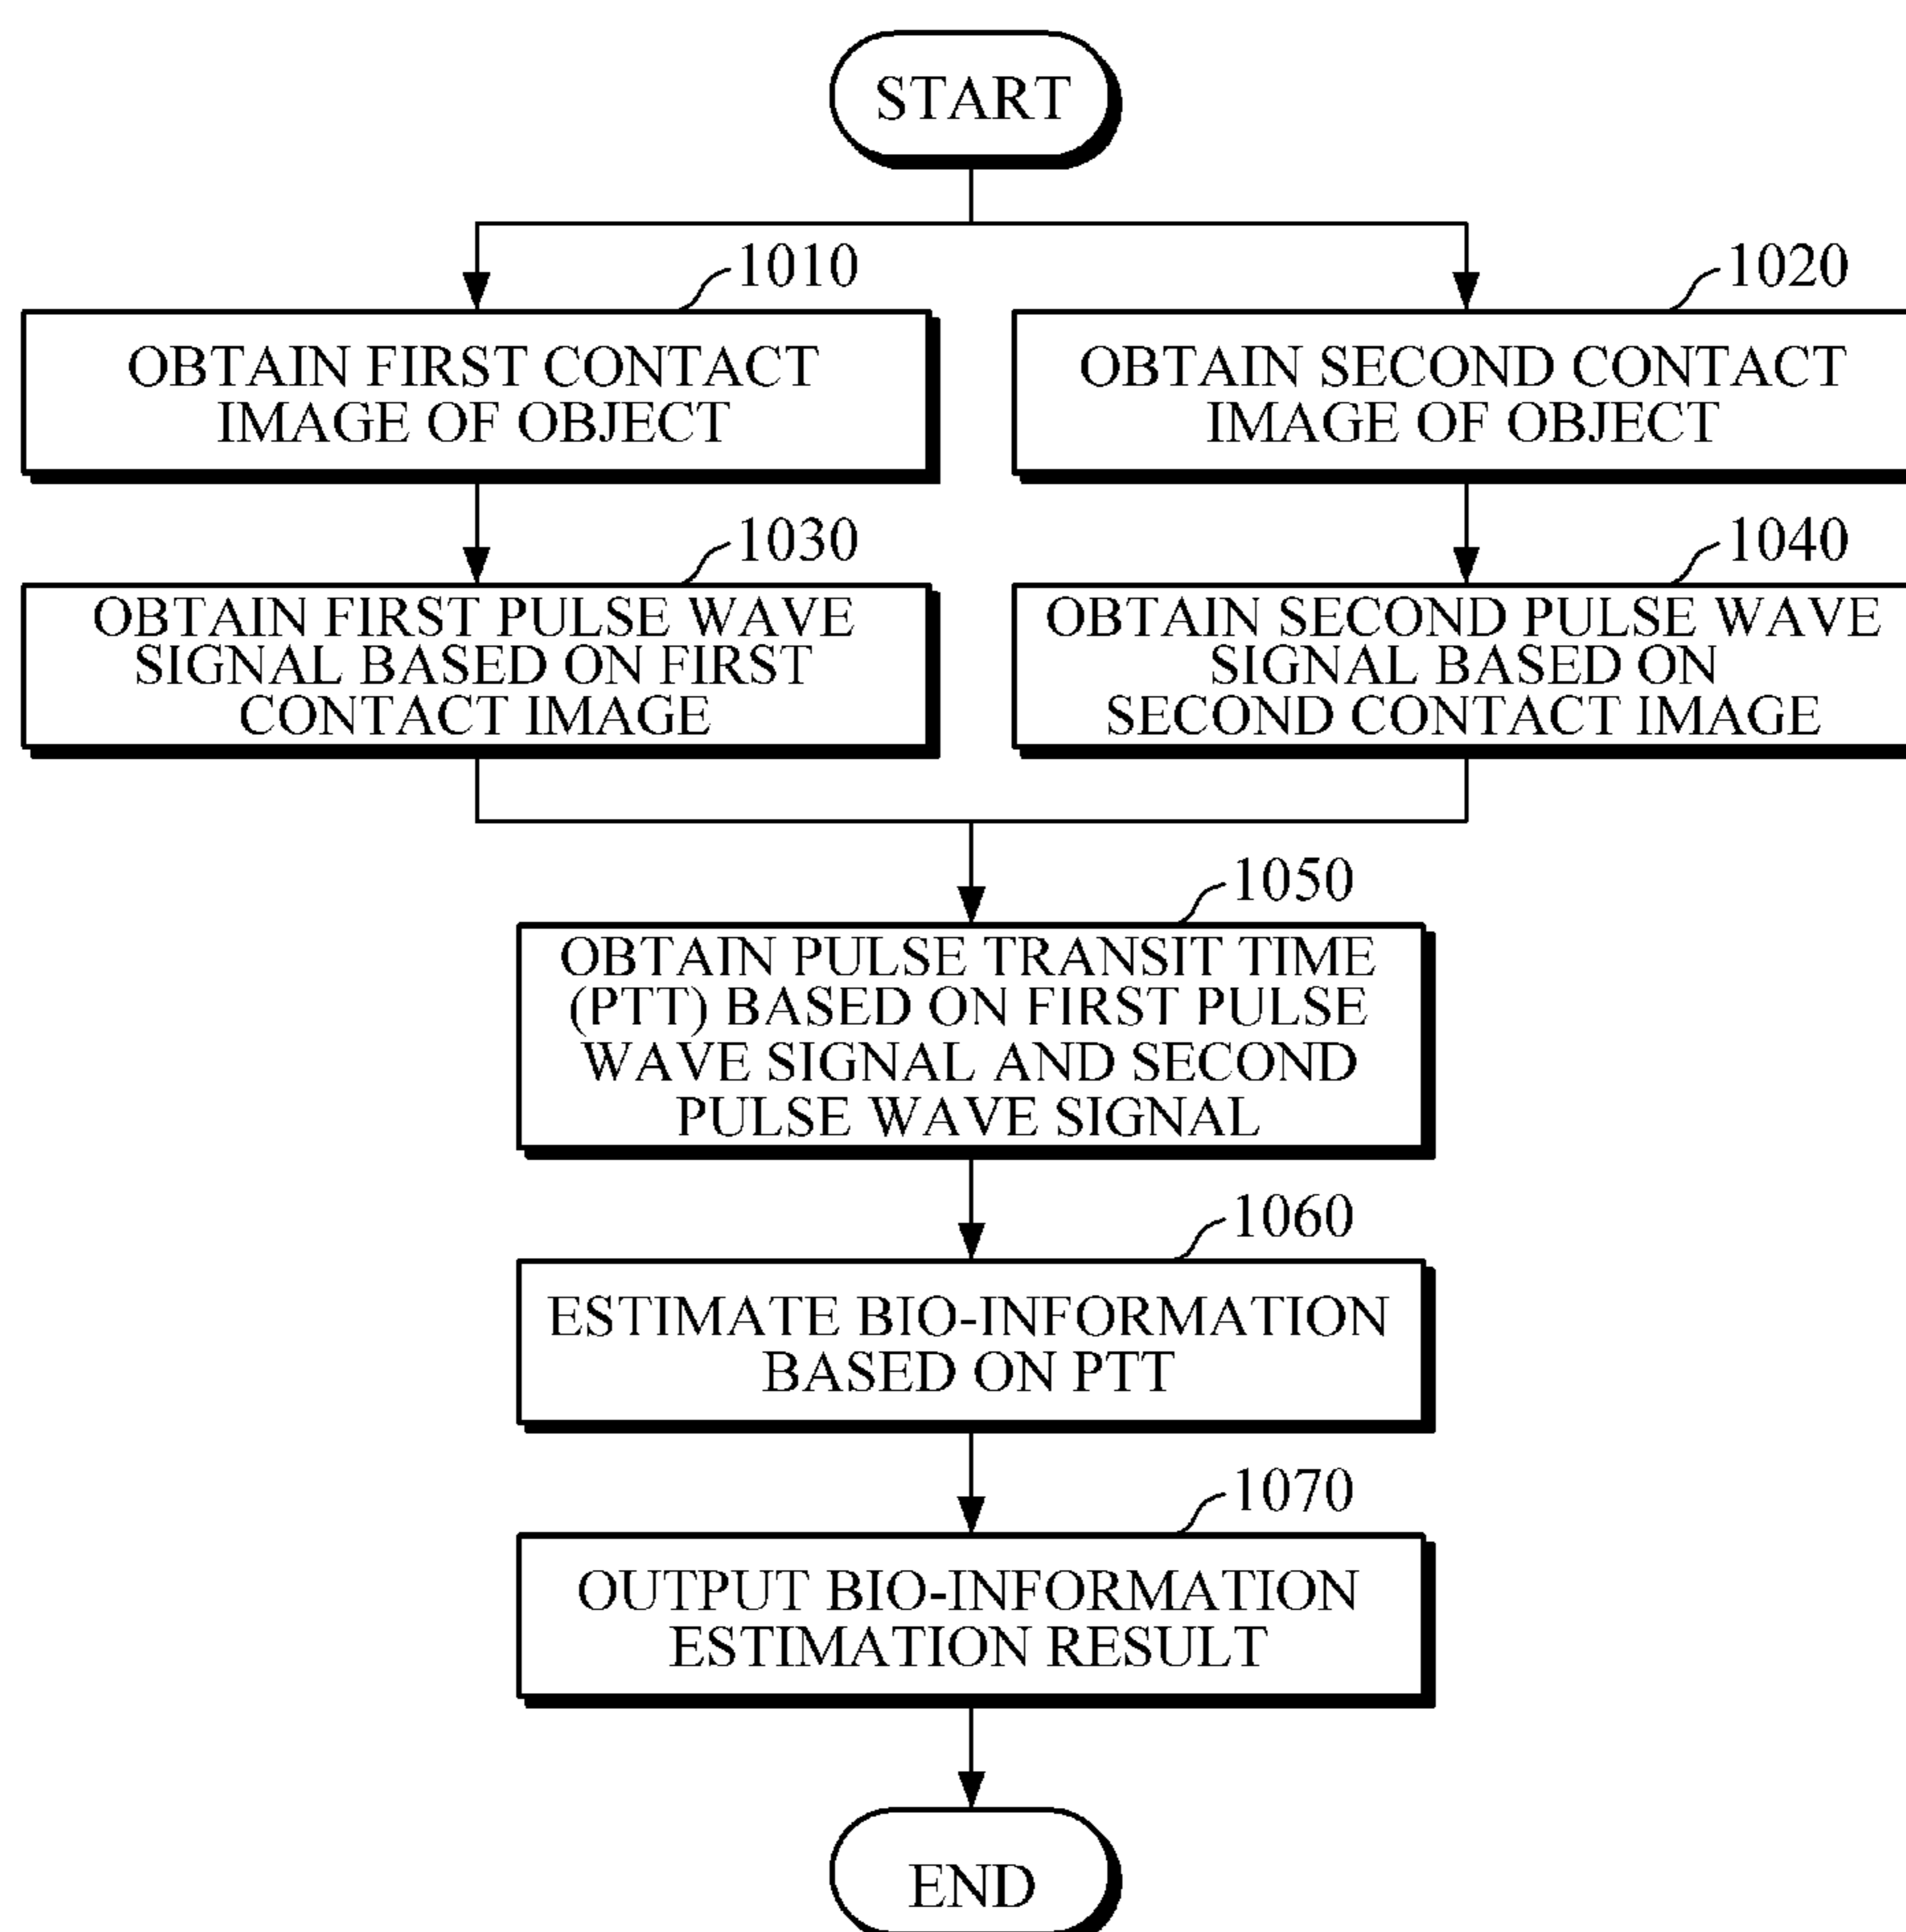 START
1010
OBTAIN FIRST CONTACT
IMAGE OF OBJECT
1020
OBTAIN SECOND CONTACT
IMAGE OF OBJECT
1030
OBTAIN FIRST PULSE WAVE
SIGNAL BASED ON FIRST
CONTACT IMAGE
1040
OBTAIN SECOND PULSE WAVE
SIGNAL BASED ON
SECOND CONTACT IMAGE
1050
OBTAIN PULSE TRANSIT TIME
(PTT) BASED ON FIRST PULSE
WAVE SIGNAL AND SECOND
PULSE WAVE SIGNAL
1060
ESTIMATE BIO-INFORMATION
BASED ON PTT
1070
OUTPUT BIO-INFORMATION
ESTIMATION RESULT
END